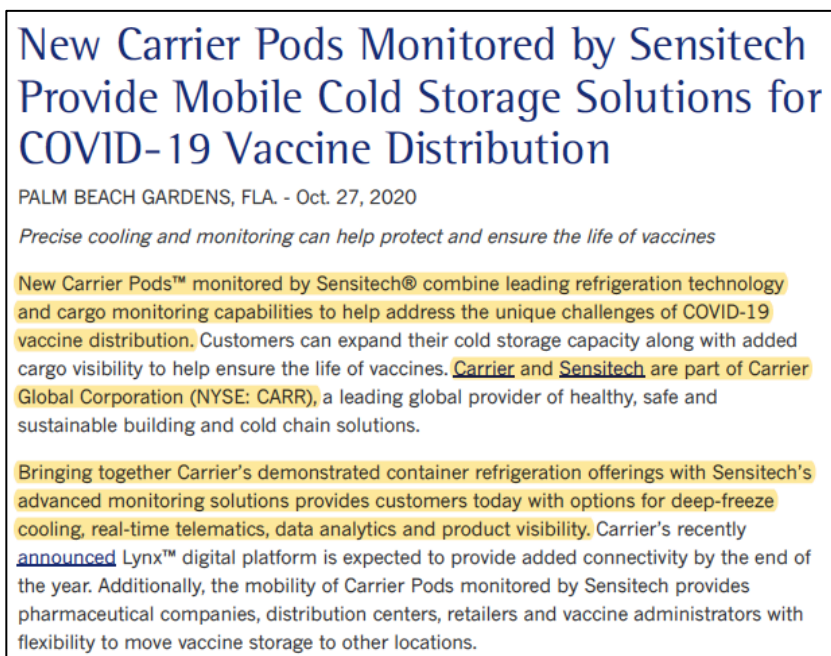 New Carrier Pods Monitored by Sensitech
Provide Mobile Cold Storage Solutions for
COVID-19 Vaccine Distribution
PALM BEACH GARDENS, FLA. - Oct. 27, 2020
Precise cooling and monitoring can help protect and ensure the life of vaccines
New Carrier Pods™ monitored by Sensitech® combine leading refrigeration technology
and cargo monitoring capabilities to help address the unique challenges of COVID-19
vaccine distribution. Customers can expand their cold storage capacity along with added
cargo visibility to help ensure the life of vaccines. Carrier and Sensitech are part of Carrier
Global Corporation (NYSE: CARR), a leading global provider of healthy, safe and
sustainable building and cold chain solutions.
Bringing together Carrier's demonstrated container refrigeration offerings with Sensitech's
advanced monitoring solutions provides customers today with options for deep-freeze
cooling, real-time telematics, data analytics and product visibility. Carrier's recently
announced Lynx™ digital platform is expected to provide added connectivity by the end of
the year. Additionally, the mobility of Carrier Pods monitored by Sensitech provides
pharmaceutical companies, distribution centers, retailers and vaccine administrators with
flexibility to move vaccine storage to other locations.